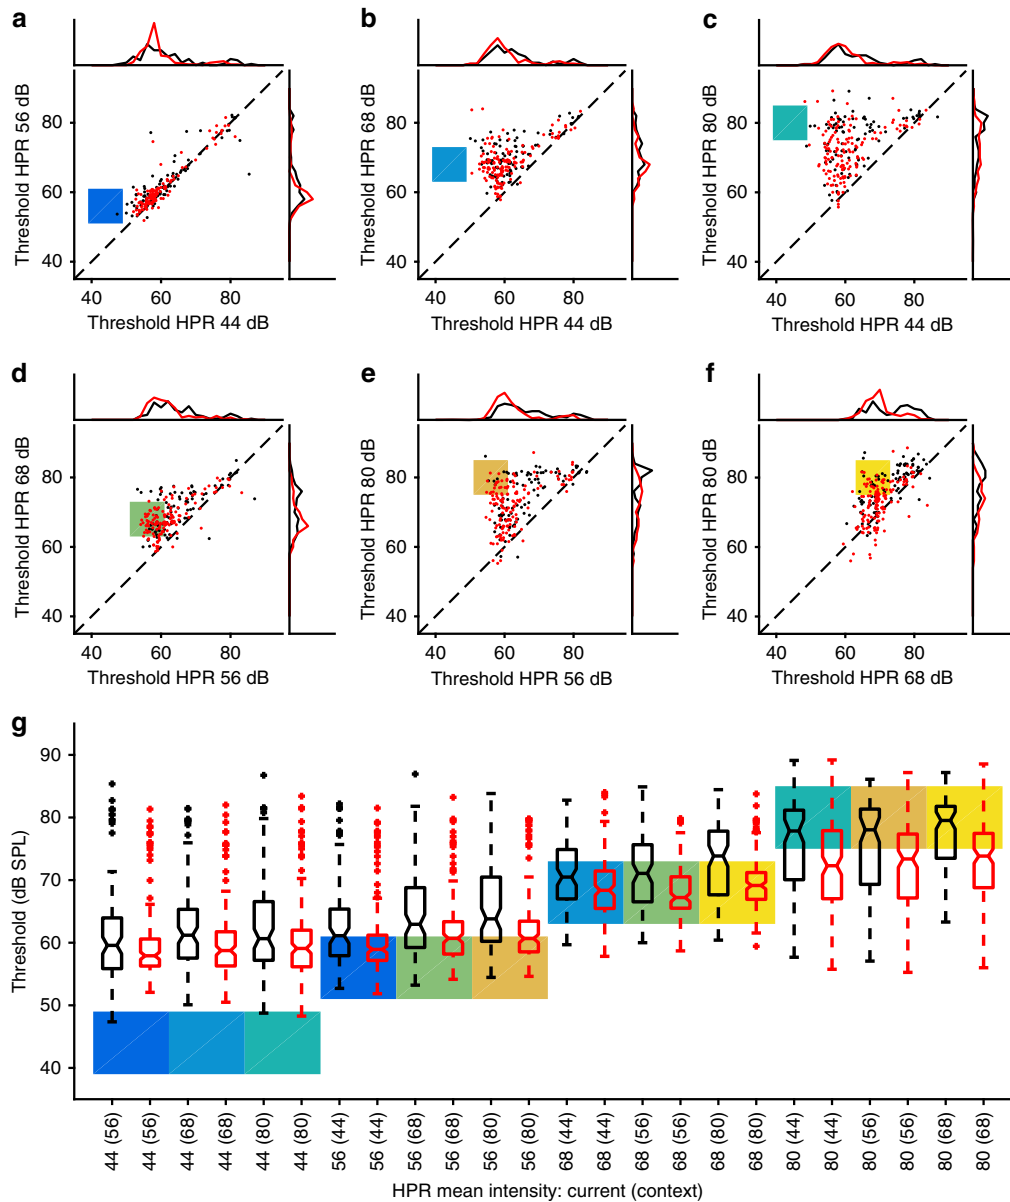 a
b
c
Threshold HPR 56 dB
80
60
40
40 60 80
Threshold HPR 44 dB
Threshold HPR 68 dB
80
60
40
40 60 80
Threshold HPR 44 dB
Threshold HPR 80 dB
80
60
40
40 60 80
Threshold HPR 44 dB
d
e
f
Threshold HPR 68 dB
80
60
40
40 60 80
Threshold HPR 56 dB
Threshold HPR 80 dB
80
60
40
40 60 80
Threshold HPR 56 dB
Threshold HPR 80 dB
80
60
40
40 60 80
Threshold HPR 68 dB
g
Threshold (dB SPL)
90
80
70
60
50
40
44 (56)
44 (56)
44 (68)
44 (68)
44 (80)
44 (80)
56 (44)
56 (44)
56 (68)
56 (68)
56 (80)
56 (80)
68 (44)
68 (44)
68 (56)
68 (56)
68 (80)
68 (80)
80 (44)
80 (44)
80 (56)
80 (56)
80 (68)
80 (68)
HPR mean intensity: current (context)